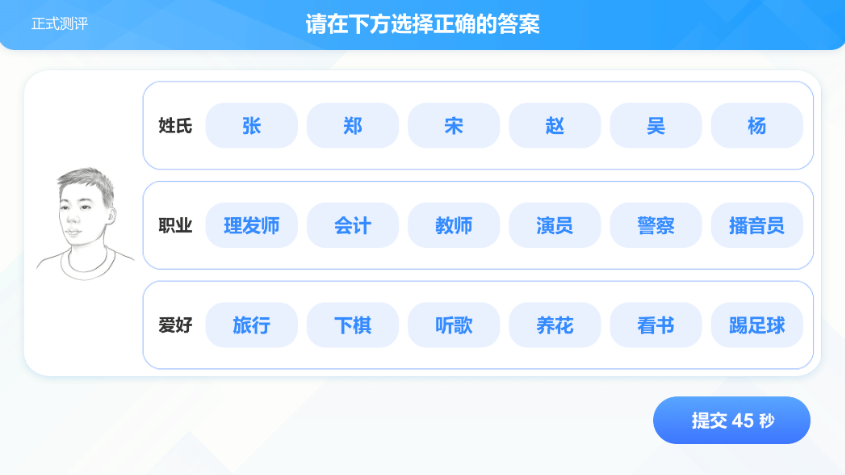 正式测评
请在下方选择正确的答案
姓氏 张 郑 宋 赵 吴 杨
职业 理发师 会计 教师 演员 警察 播音员
爱好 旅行 下棋 听歌 养花 看书 踢足球
提交 45 秒